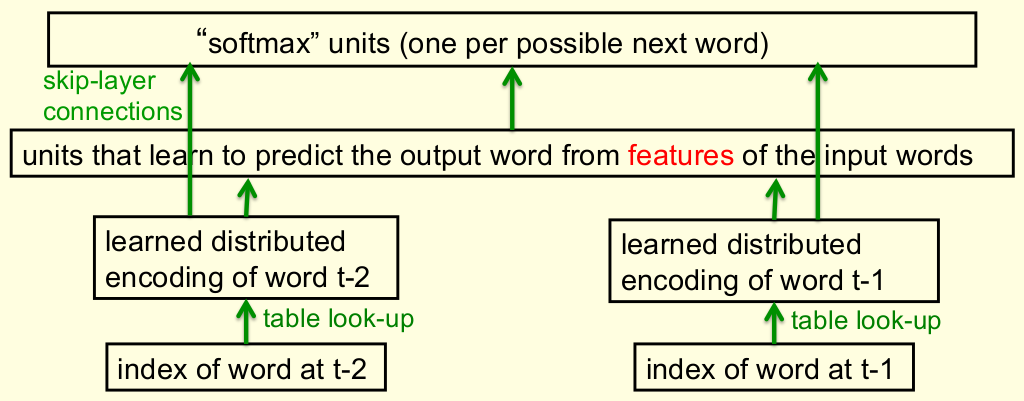 “softmax” units (one per possible next word)
skip-layer
connections
units that learn to predict the output word from features of the input words
learned distributed
encoding of word t-2
learned distributed
encoding of word t-1
table look-up
table look-up
index of word at t-2
index of word at t-1